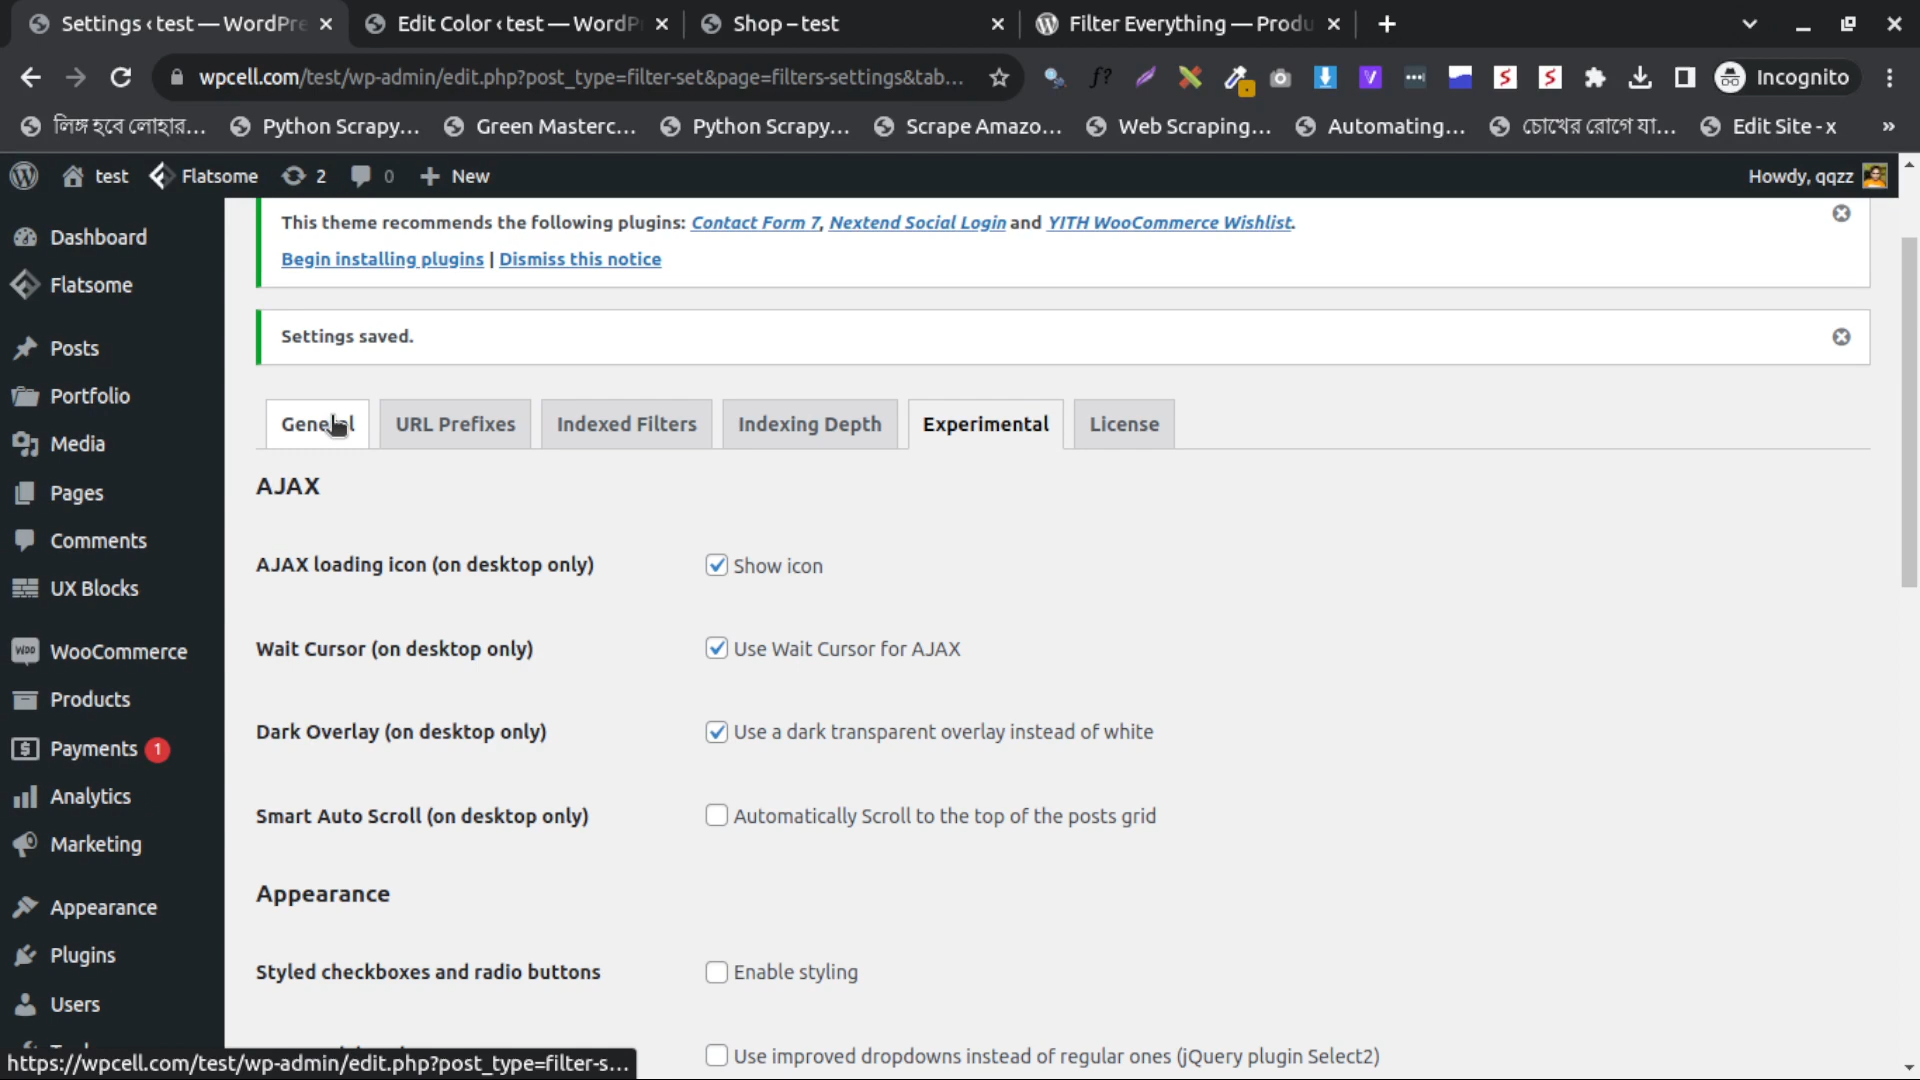 Settings ‹ test — WordPre
Edit Color ‹ test — WordP
Shop – test
Filter Everything — Produ
wpcell.com/test/wp-admin/edit.php?post_type=filter-set&page=filters-settings&tab...
Incognito
লিঙ্গ হবে লোহার...
Python Scrapy...
Green Masterc...
Python Scrapy...
Scrape Amazo...
Web Scraping...
Automating...
চোখের রোগে যা...
Edit Site - x
»
test
Flatsome
2
0
New
Howdy, qqzz
Dashboard
Flatsome
Posts
Portfolio
Media
Pages
Comments
UX Blocks
WooCommerce
Products
Payments 1
Analytics
Marketing
Appearance
Plugins
Users
This theme recommends the following plugins: Contact Form 7, Nextend Social Login and YITH WooCommerce Wishlist.
Begin installing plugins | Dismiss this notice
Settings saved.
General
URL Prefixes
Indexed Filters
Indexing Depth
Experimental
License
AJAX
AJAX loading icon (on desktop only)
Show icon
Wait Cursor (on desktop only)
Use Wait Cursor for AJAX
Dark Overlay (on desktop only)
Use a dark transparent overlay instead of white
Smart Auto Scroll (on desktop only)
Automatically Scroll to the top of the posts grid
Appearance
Styled checkboxes and radio buttons
Enable styling
Use improved dropdowns instead of regular ones (jQuery plugin Select2)
https://wpcell.com/test/wp-admin/edit.php?post_type=filter-s...